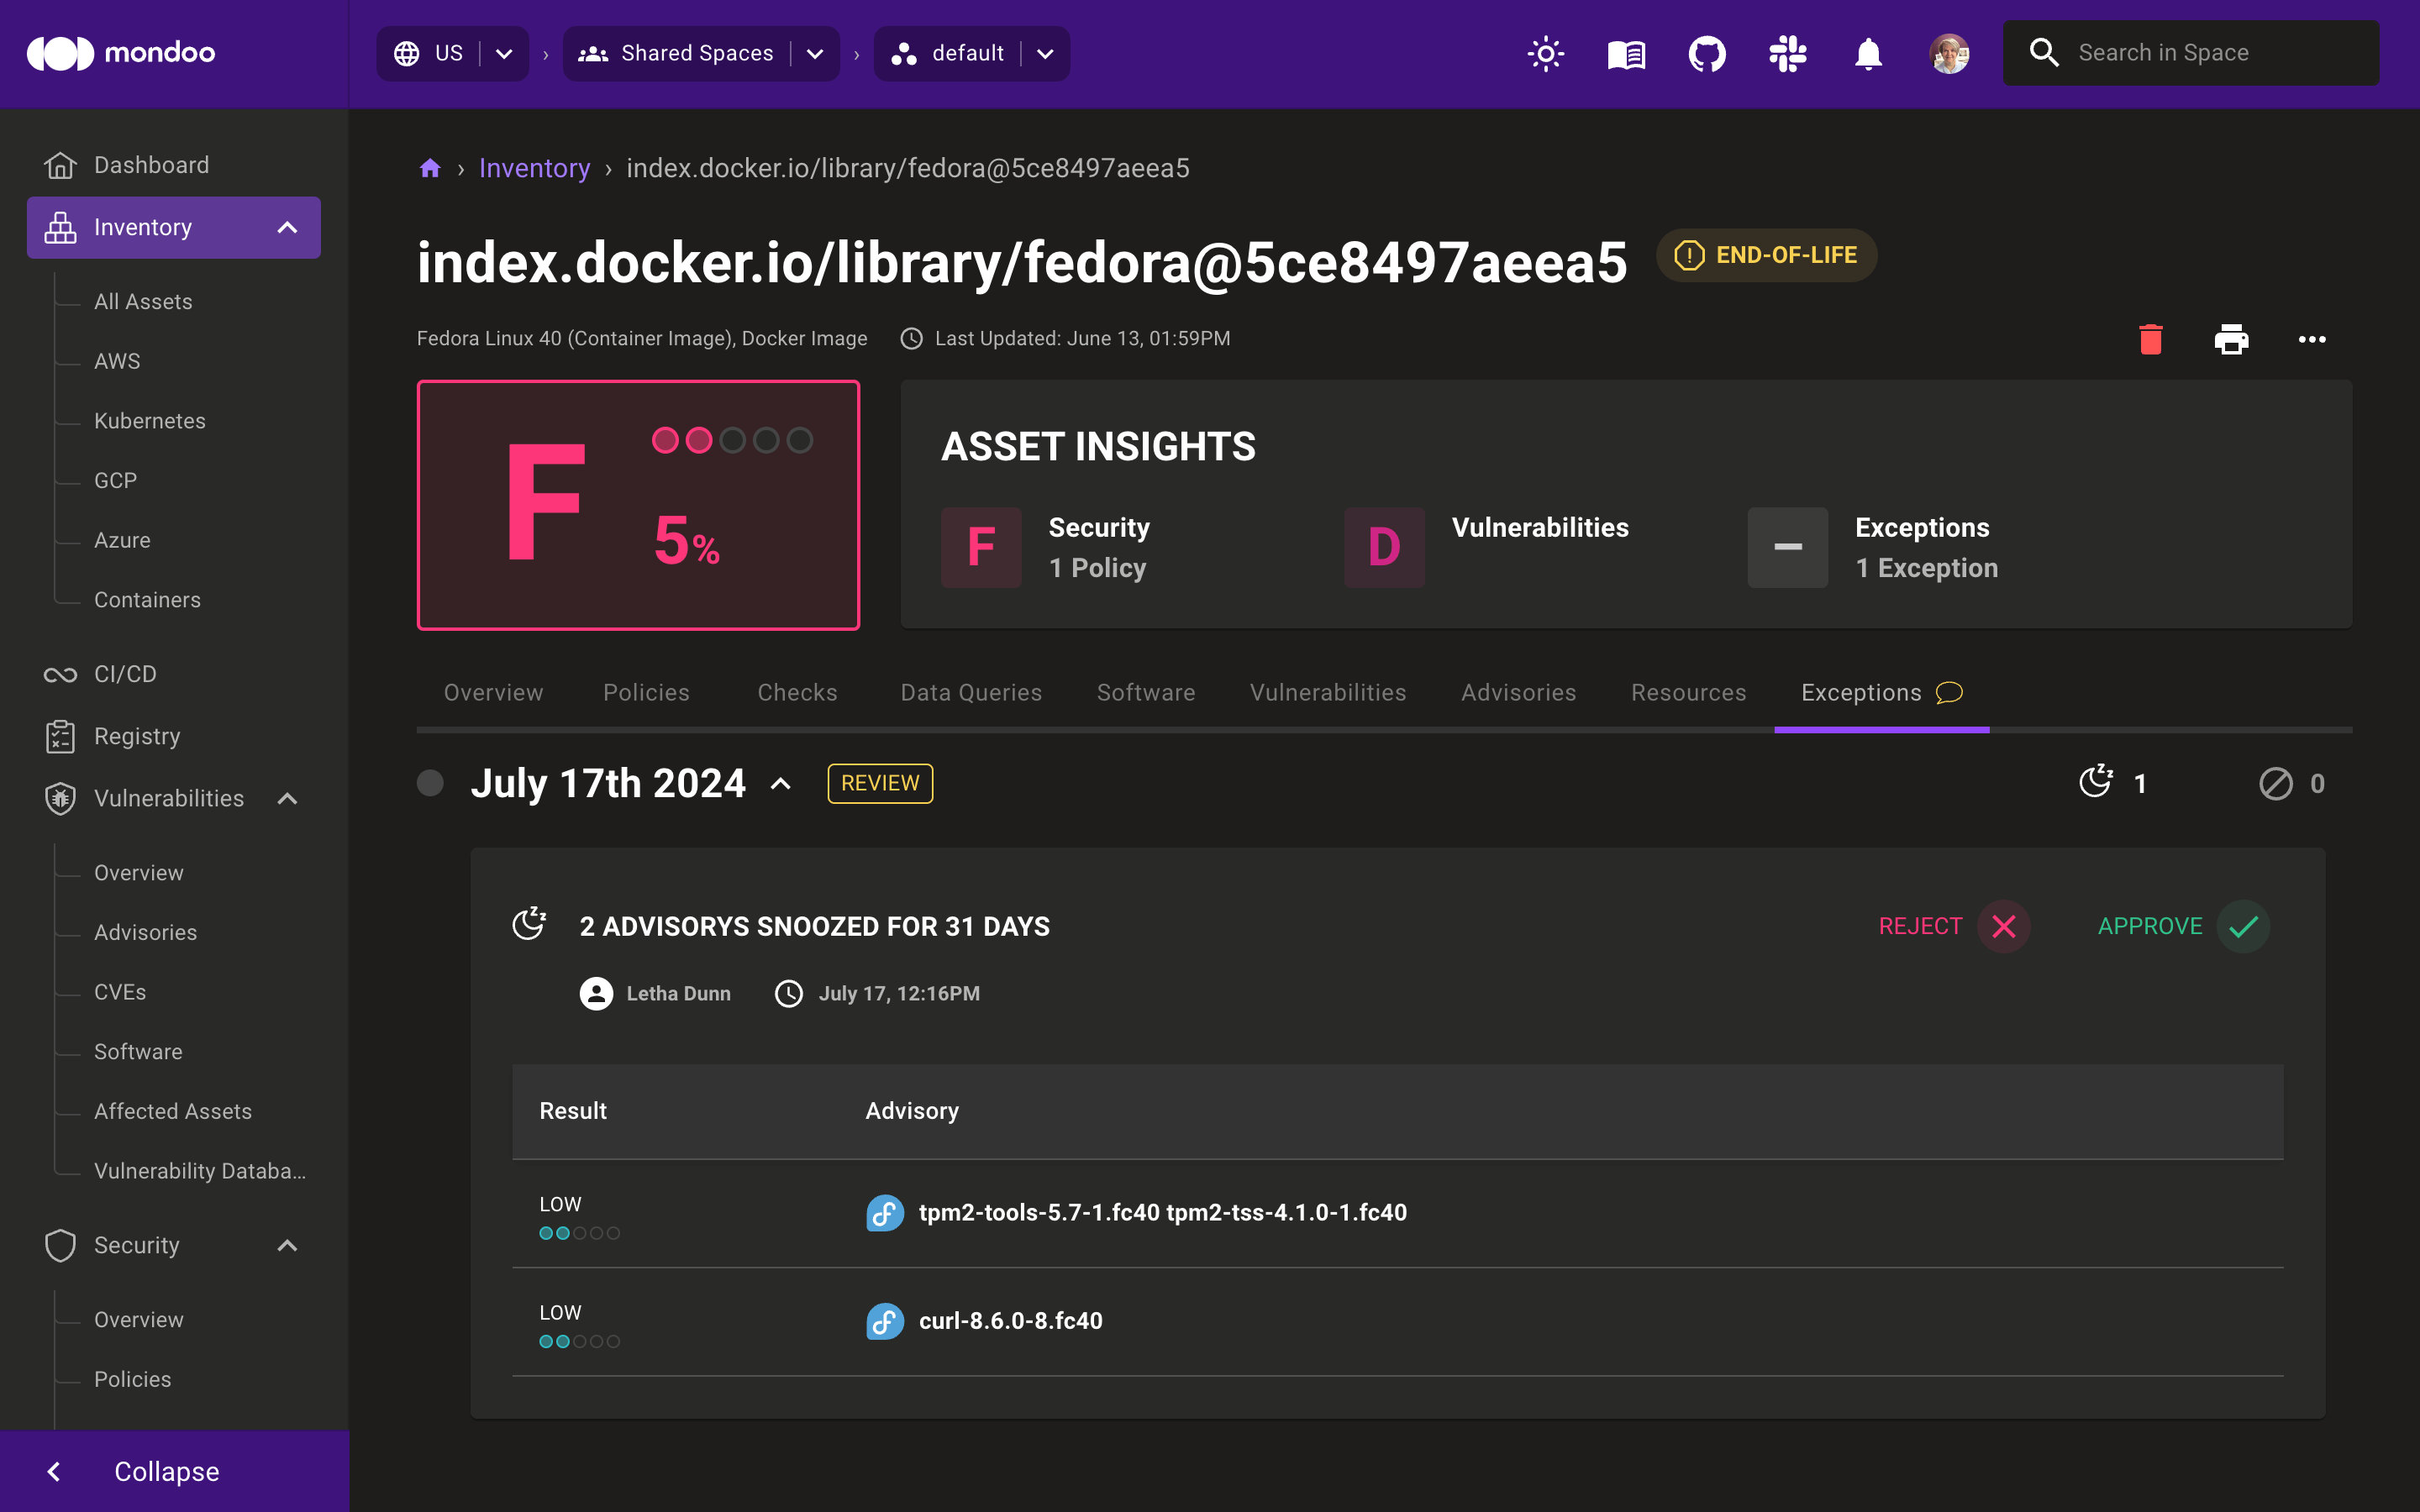 mondoo
US
Shared Spaces
default
Search in Space
Dashboard
Inventory
All Assets
AWS
Kubernetes
GCP
Azure
Containers
CI/CD
Registry
Vulnerabilities
Overview
Advisories
CVEs
Software
Affected Assets
Vulnerability Databa...
Security
Overview
Policies
Collapse
› Inventory › index.docker.io/library/fedora@5ce8497aeea5
index.docker.io/library/fedora@5ce8497aeea5
END-OF-LIFE
Fedora Linux 40 (Container Image), Docker Image
Last Updated: June 13, 01:59PM
F
5%
ASSET INSIGHTS
F
Security
1 Policy
D
Vulnerabilities
Exceptions
1 Exception
Overview
Policies
Checks
Data Queries
Software
Vulnerabilities
Advisories
Resources
Exceptions
July 17th 2024
REVIEW
1
0
2 ADVISORYS SNOOZED FOR 31 DAYS
REJECT
APPROVE
Letha Dunn
July 17, 12:16PM
Result
Advisory
LOW
tpm2-tools-5.7-1.fc40 tpm2-tss-4.1.0-1.fc40
LOW
curl-8.6.0-8.fc40